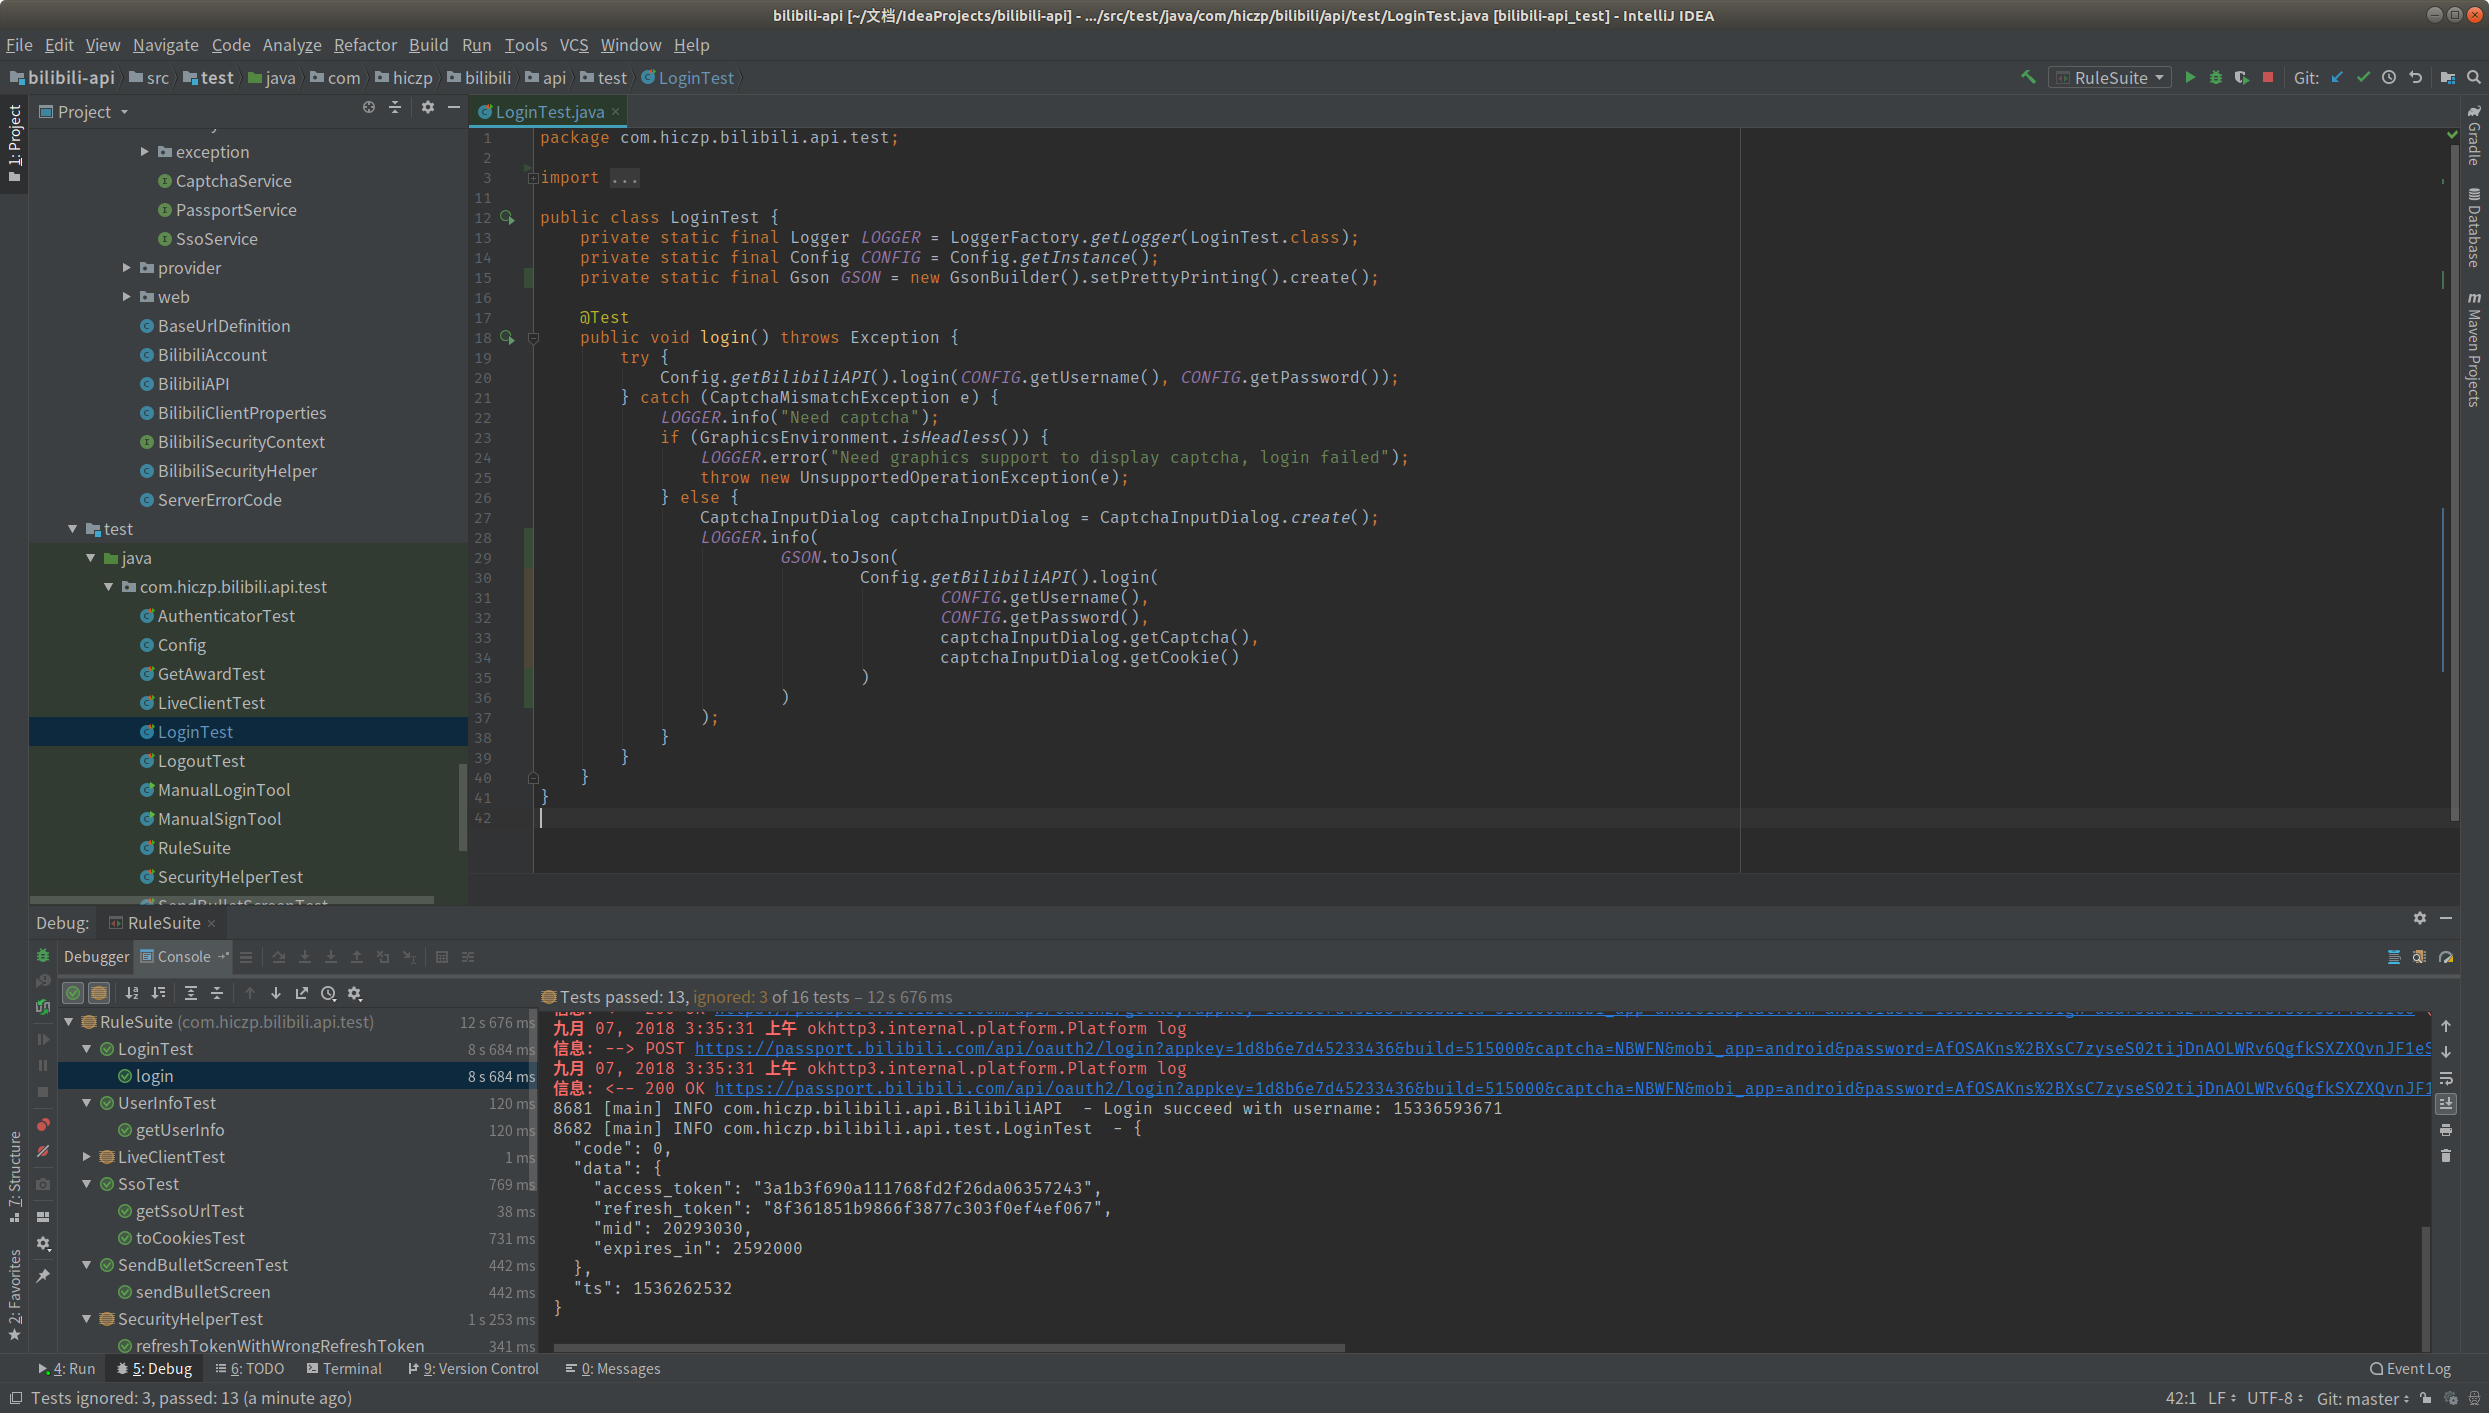 bilibili-api [~/文档/IdeaProjects/bilibili-api] - .../src/test/java/com/hiczp/bilibili/api/test/LoginTest.java [bilibili-api_test] - IntelliJ IDEA
File Edit View Navigate Code Analyze Refactor Build Run Tools VCS Window Help
bilibili-api src test java com hiczp bilibili api test LoginTest
RuleSuite Git:
1: Project
Project
exception
CaptchaService
PassportService
SsoService
provider
web
BaseUrlDefinition
BilibiliAccount
BilibiliAPI
BilibiliClientProperties
BilibiliSecurityContext
BilibiliSecurityHelper
ServerErrorCode
test
java
com.hiczp.bilibili.api.test
AuthenticatorTest
Config
GetAwardTest
LiveClientTest
LoginTest
LogoutTest
ManualLoginTool
ManualSignTool
RuleSuite
SecurityHelperTest
SendBulletScreenTest
LoginTest.java
1 package com.hiczp.bilibili.api.test;
2
3 import ...
11
12 public class LoginTest {
13 private static final Logger LOGGER = LoggerFactory.getLogger(LoginTest.class);
14 private static final Config CONFIG = Config.getInstance();
15 private static final Gson GSON = new GsonBuilder().setPrettyPrinting().create();
16
17 @Test
18 public void login() throws Exception {
19 try {
20 Config.getBilibiliAPI().login(CONFIG.getUsername(), CONFIG.getPassword());
21 } catch (CaptchaMismatchException e) {
22 LOGGER.info("Need captcha");
23 if (GraphicsEnvironment.isHeadless()) {
24 LOGGER.error("Need graphics support to display captcha, login failed");
25 throw new UnsupportedOperationException(e);
26 } else {
27 CaptchaInputDialog captchaInputDialog = CaptchaInputDialog.create();
28 LOGGER.info(
29 GSON.toJson(
30 Config.getBilibiliAPI().login(
31 CONFIG.getUsername(),
32 CONFIG.getPassword(),
33 captchaInputDialog.getCaptcha(),
34 captchaInputDialog.getCookie()
35 )
36 )
37 );
38 }
39 }
40 }
41 }
42
Gradle
Database
Maven Projects
Debug: RuleSuite
Debugger Console
Tests passed: 13, ignored: 3 of 16 tests – 12 s 676 ms
RuleSuite (com.hiczp.bilibili.api.test) 12 s 676 ms
LoginTest 8 s 684 ms
login 8 s 684 ms
UserInfoTest 120 ms
getUserInfo 120 ms
LiveClientTest 1 ms
SsoTest 769 ms
getSsoUrlTest 38 ms
toCookiesTest 731 ms
SendBulletScreenTest 442 ms
sendBulletScreen 442 ms
SecurityHelperTest 1 s 253 ms
refreshTokenWithWrongRefreshToken 341 ms
九月 07, 2018 3:35:31 上午 okhttp3.internal.platform.Platform log
信息: --> POST https://passport.bilibili.com/api/oauth2/login?appkey=1d8b6e7d45233436&build=515000&captcha=NBWFN&mobi_app=android&password=AfOSAKns%2BXsC7zyseS02tijDnAOLWRv6QgfkSXZXQvnJF1eS
九月 07, 2018 3:35:31 上午 okhttp3.internal.platform.Platform log
信息: <-- 200 OK https://passport.bilibili.com/api/oauth2/login?appkey=1d8b6e7d45233436&build=515000&captcha=NBWFN&mobi_app=android&password=AfOSAKns%2BXsC7zyseS02tijDnAOLWRv6QgfkSXZXQvnJF1
8681 [main] INFO com.hiczp.bilibili.api.BilibiliAPI - Login succeed with username: 15336593671
8682 [main] INFO com.hiczp.bilibili.api.test.LoginTest - {
"code": 0,
"data": {
"access_token": "3a1b3f690a111768fd2f26da06357243",
"refresh_token": "8f361851b9866f3877c303f0ef4ef067",
"mid": 20293030,
"expires_in": 2592000
},
"ts": 1536262532
}
7: Structure
2: Favorites
4: Run 5: Debug 6: TODO Terminal 9: Version Control 0: Messages Event Log
Tests ignored: 3, passed: 13 (a minute ago) 42:1 LF UTF-8 Git: master